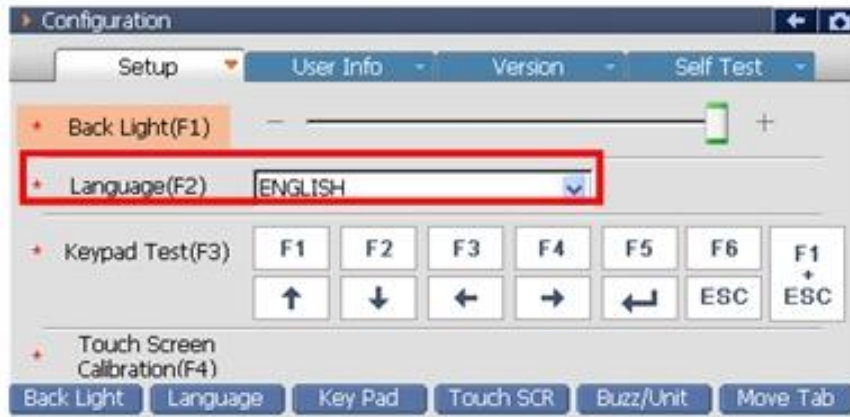 Configuration
Setup User Info Version Self Test
Back Light(F1) - +
Language(F2) ENGLISH
Keypad Test(F3) F1 F2 F3 F4 F5 F6 F1 + ESC
↑ ↓ ← → ↵ ESC
Touch Screen
Calibration(F4)
Back Light Language Key Pad Touch SCR Buzz/Unit Move Tab